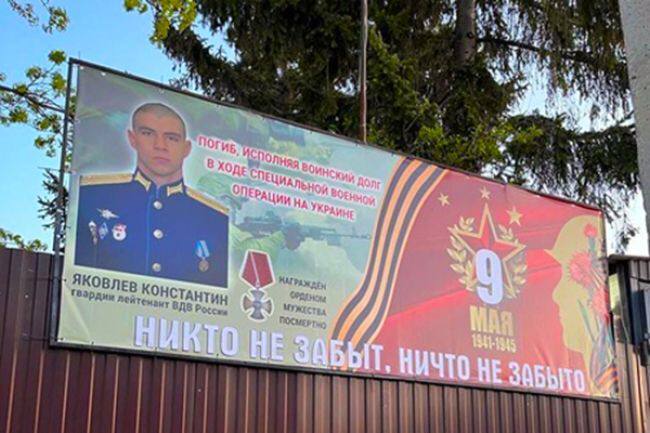 ПОГИБ, ИСПОЛНЯЯ ВОИНСКИЙ ДОЛГ
В ХОДЕ СПЕЦИАЛЬНОЙ ВОЕННОЙ
ОПЕРАЦИИ НА УКРАИНЕ
ЯКОВЛЕВ КОНСТАНТИН
гвардии лейтенант ВДВ России
НАГРАЖДЁН
ОРДЕНОМ
МУЖЕСТВА
ПОСМЕРТНО
9
МАЯ
1941-1945
НИКТО НЕ ЗАБЫТ, НИЧТО НЕ ЗАБЫТО